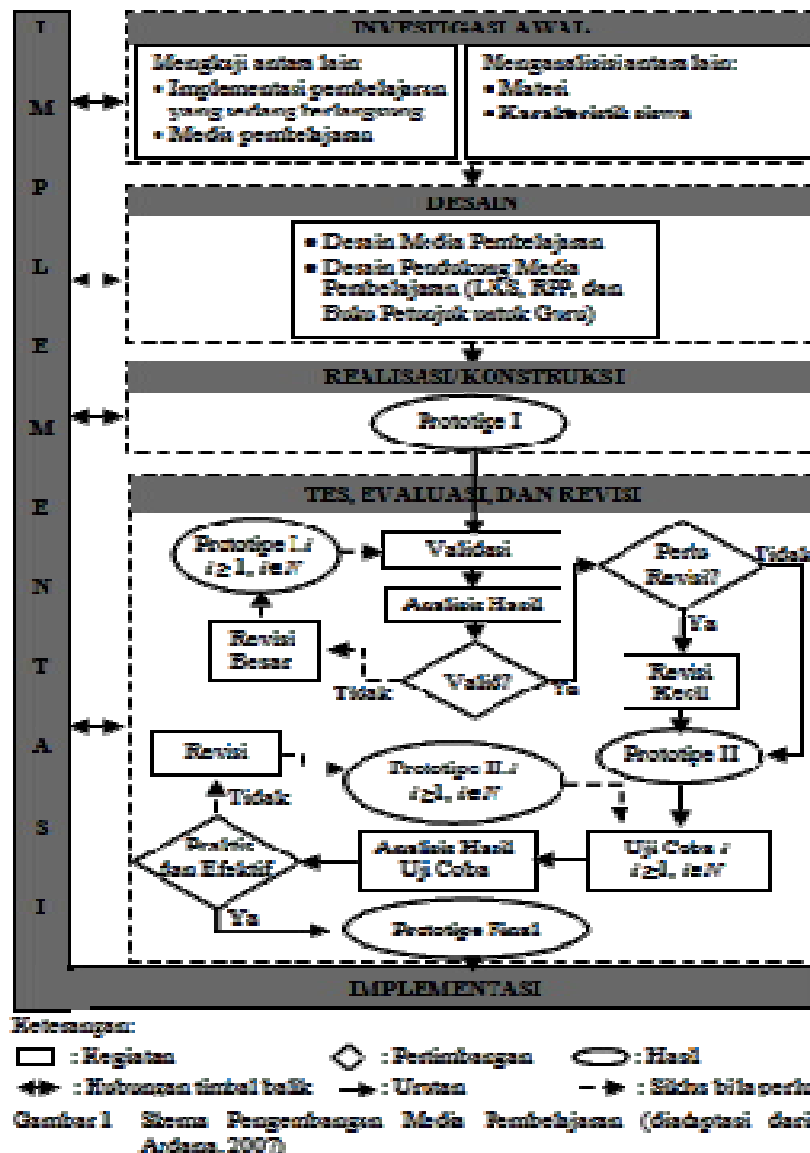 IMPLEMENTASI
INVESTIGASI AWAL
Mengkaji antara lain:
• Implementasi pembelajaran
yang sedang berlangsung
• Media pembelajaran
Menganalisis antara lain:
• Materi
• Karakteristik siswa
DESAIN
• Desain Media Pembelajaran
• Desain Pendukung Media
Pembelajaran (LKS, RPP, dan
Buku Petunjuk untuk Guru)
REALISASI/KONSTRUKSI
Prototipe I
TES, EVALUASI, DAN REVISI
Prototipe I.i
i ≥ 1, i∈N
Validasi
Perlu
Revisi?
Tidak
Analisis Hasil
Ya
Revisi
Besar
Tidak
Valid?
Ya
Revisi
Kecil
Revisi
Prototipe II.i
i ≥1, i∈N
Prototipe II
Tidak
Praktis
dan Efektif
Analisis Hasil
Uji Coba
Uji Coba i
i ≥1, i∈N
Ya
Prototipe Final
IMPLEMENTASI
Keterangan:
: Kegiatan
: Pertimbangan
: Hasil
: Hubungan timbal balik
: Urutan
: Siklus bila perlu
Gambar 1 Skema Pengembangan Media Pembelajaran (diadaptasi dari
Ardana, 2007)